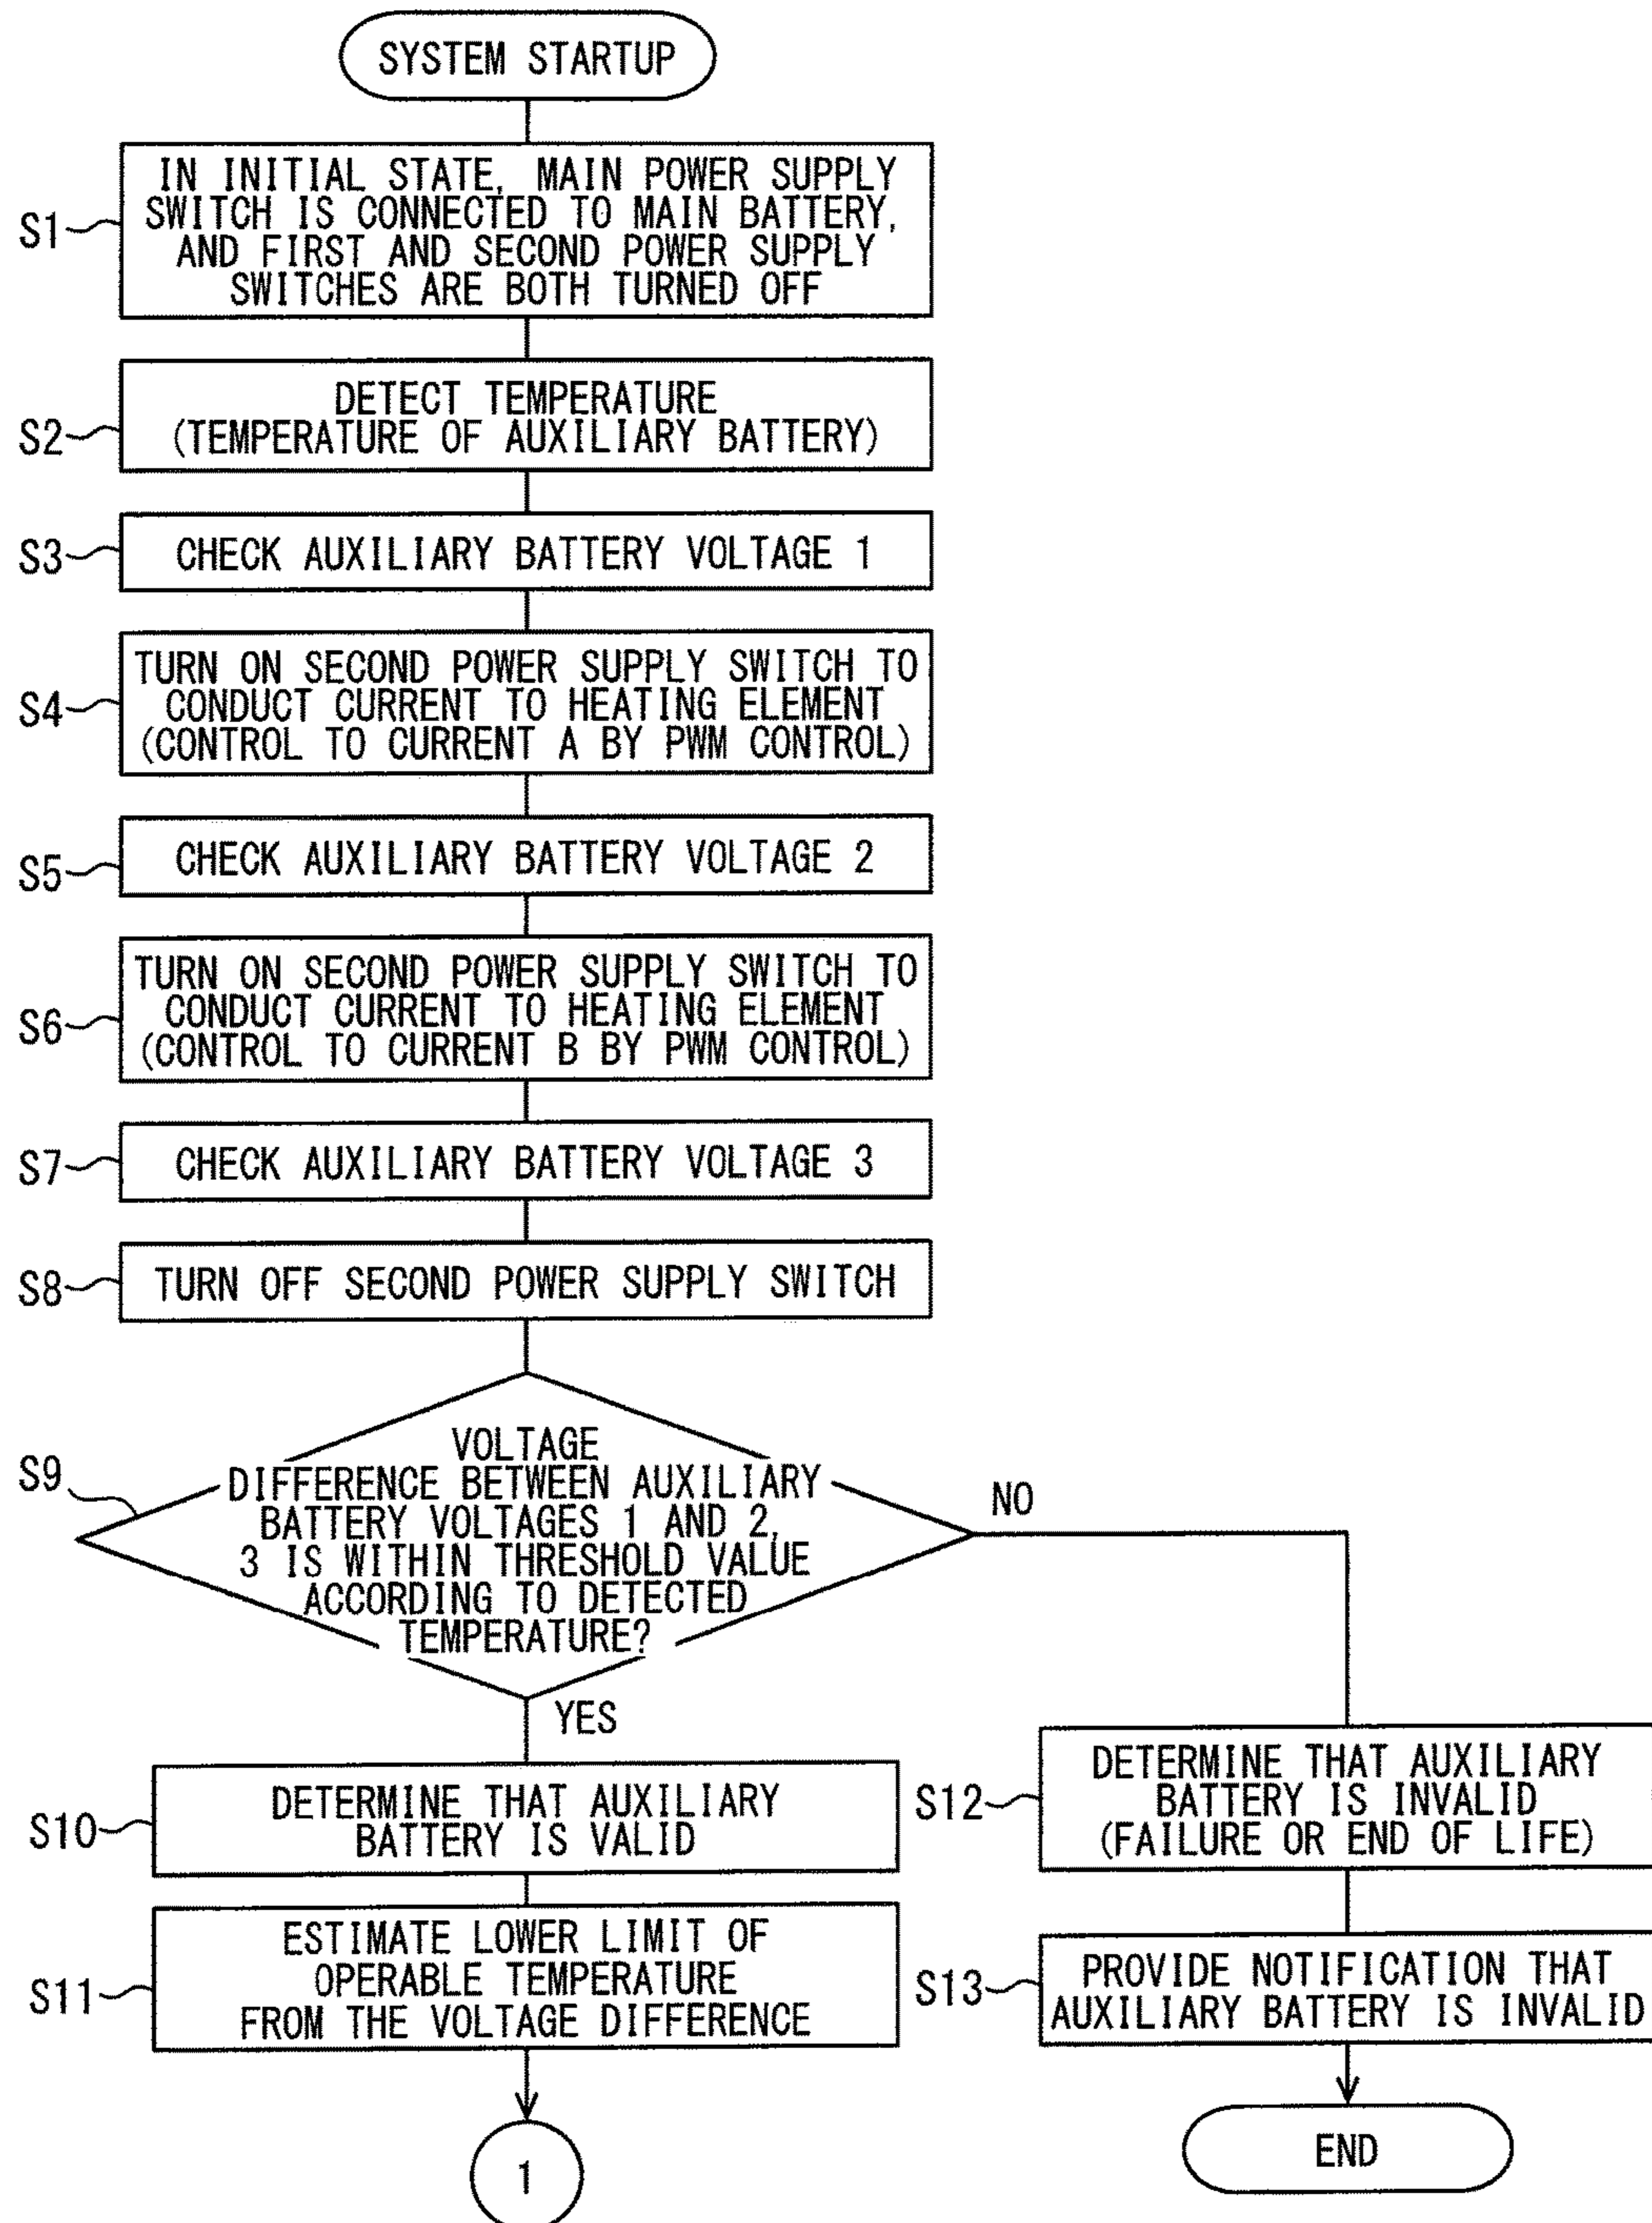 SYSTEM STARTUP
S1
IN INITIAL STATE, MAIN POWER SUPPLY
SWITCH IS CONNECTED TO MAIN BATTERY,
AND FIRST AND SECOND POWER SUPPLY
SWITCHES ARE BOTH TURNED OFF
S2
DETECT TEMPERATURE
(TEMPERATURE OF AUXILIARY BATTERY)
S3
CHECK AUXILIARY BATTERY VOLTAGE 1
S4
TURN ON SECOND POWER SUPPLY SWITCH TO
CONDUCT CURRENT TO HEATING ELEMENT
(CONTROL TO CURRENT A BY PWM CONTROL)
S5
CHECK AUXILIARY BATTERY VOLTAGE 2
S6
TURN ON SECOND POWER SUPPLY SWITCH TO
CONDUCT CURRENT TO HEATING ELEMENT
(CONTROL TO CURRENT B BY PWM CONTROL)
S7
CHECK AUXILIARY BATTERY VOLTAGE 3
S8
TURN OFF SECOND POWER SUPPLY SWITCH
S9
VOLTAGE
DIFFERENCE BETWEEN AUXILIARY
BATTERY VOLTAGES 1 AND 2,
3 IS WITHIN THRESHOLD VALUE
ACCORDING TO DETECTED
TEMPERATURE?
NO
YES
S10
DETERMINE THAT AUXILIARY
BATTERY IS VALID
S11
ESTIMATE LOWER LIMIT OF
OPERABLE TEMPERATURE
FROM THE VOLTAGE DIFFERENCE
1
S12
DETERMINE THAT AUXILIARY
BATTERY IS INVALID
(FAILURE OR END OF LIFE)
S13
PROVIDE NOTIFICATION THAT
AUXILIARY BATTERY IS INVALID
END